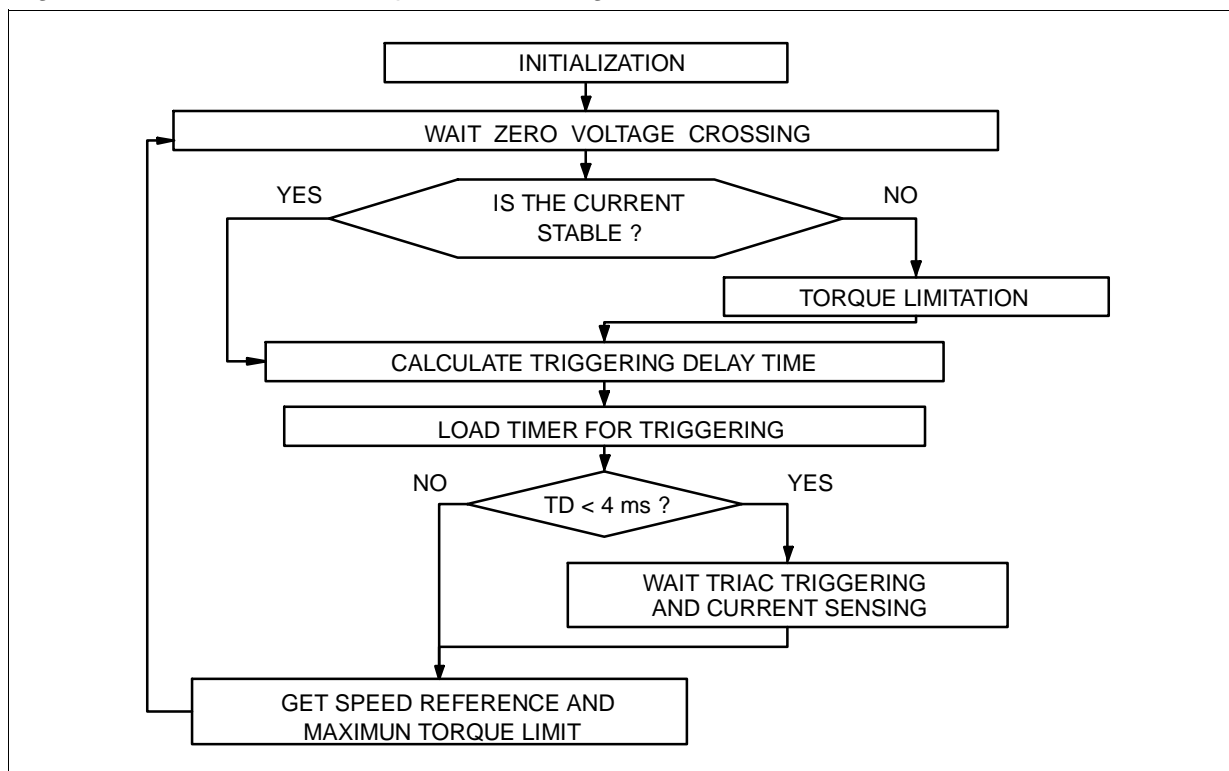 INITIALIZATION
WAIT ZERO VOLTAGE CROSSING
YES
IS THE CURRENT
STABLE ?
NO
TORQUE LIMITATION
CALCULATE TRIGGERING DELAY TIME
LOAD TIMER FOR TRIGGERING
NO
TD < 4 ms ?
YES
WAIT TRIAC TRIGGERING
AND CURRENT SENSING
GET SPEED REFERENCE AND
MAXIMUN TORQUE LIMIT